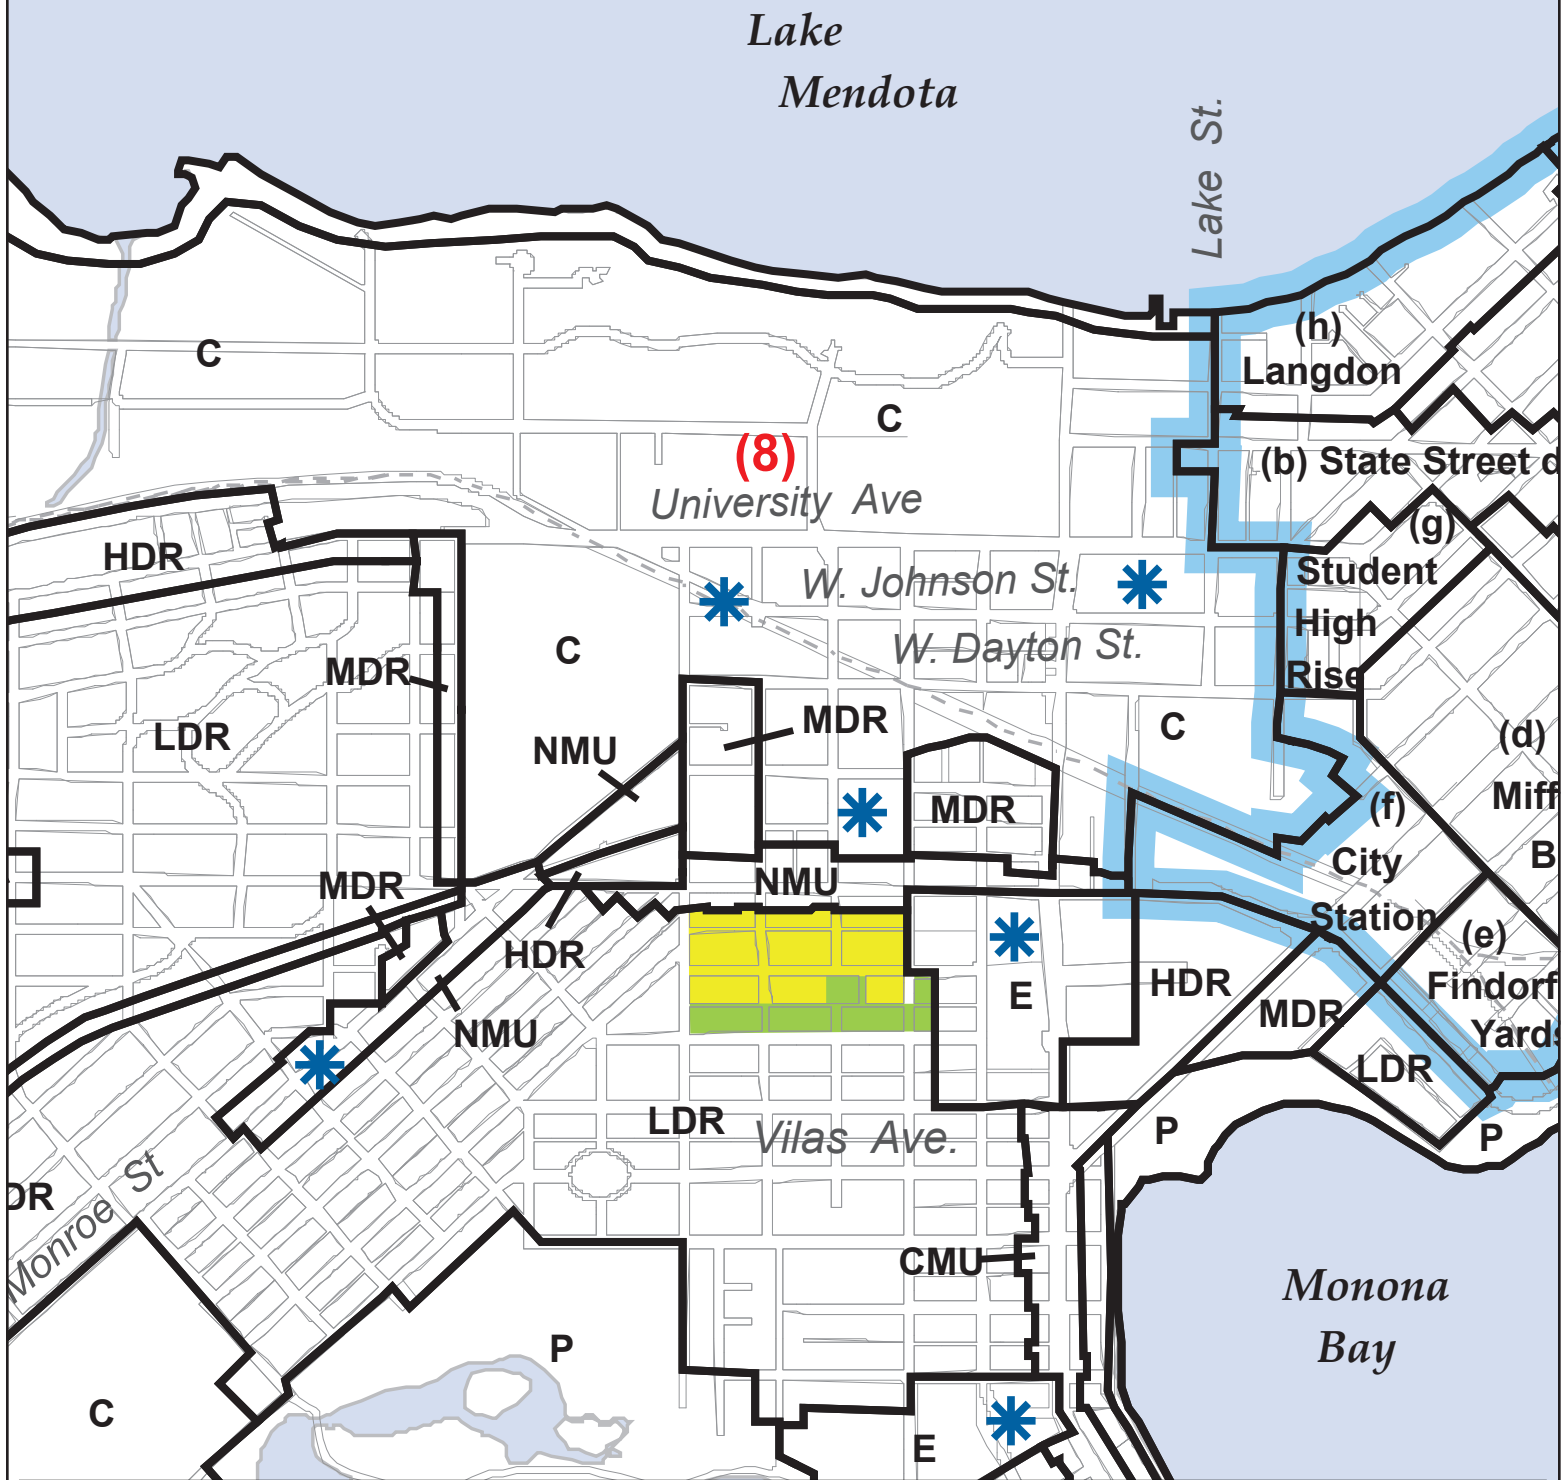 Lake
Mendota
Lake St.
(h)
Langdon
C
C
(8)
(b) State Street d
University Ave
(g)
HDR
Student
W. Johnson St.
High
C
W. Dayton St.
MDR
Rise
MDR
C
LDR
NMU
(d)
MDR
Miff
(f)
City
B
MDR
NMU
Station
(e)
HDR
E
HDR
Findorf
MDR
NMU
Yards
LDR
LDR
Vilas Ave.
P
P
DR
Monroe St
CMU
Monona
Bay
P
C
E